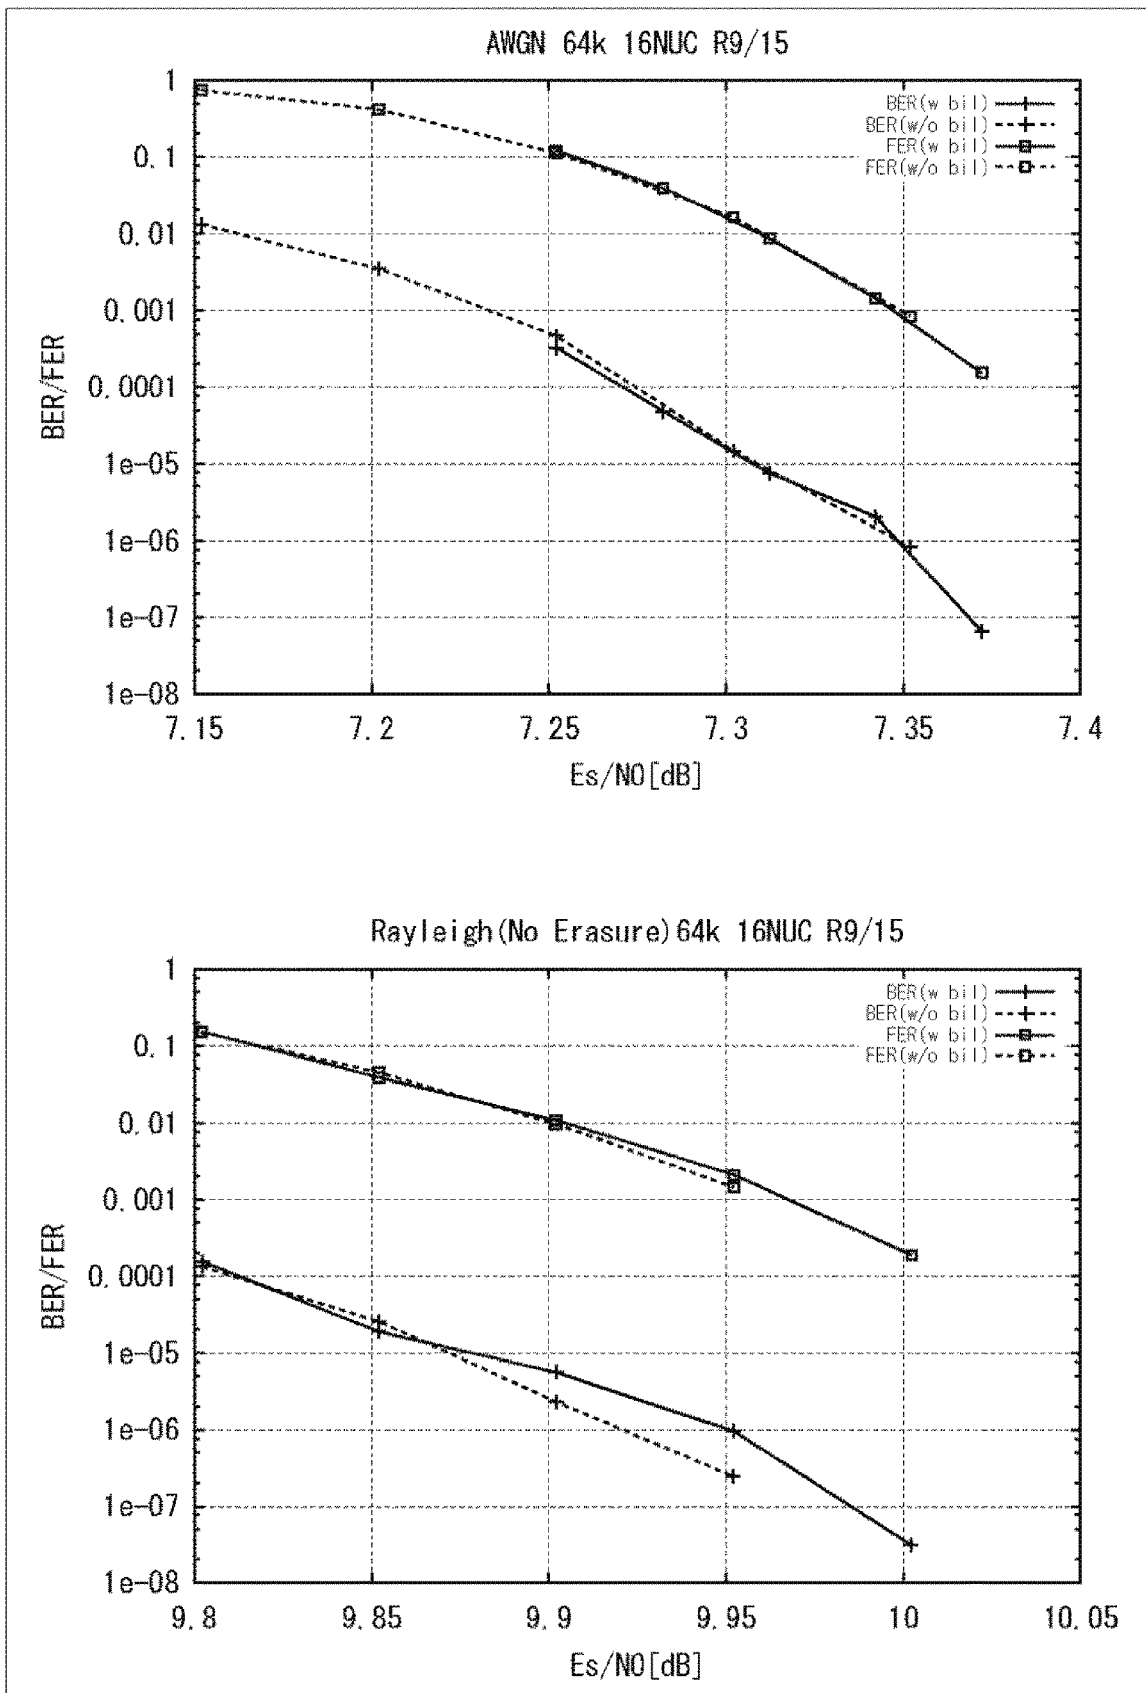 AWGN 64k 16NUC R9/15
BER(w bil)
BER(w/o bil)
FER(w bil)
FER(w/o bil)
1
0.1
0.01
0.001
0.0001
1e-05
1e-06
1e-07
1e-08
BER/FER
7.15 7.2 7.25 7.3 7.35 7.4
Es/N0[dB]
Rayleigh(No Erasure)64k 16NUC R9/15
BER(w bil)
BER(w/o bil)
FER(w bil)
FER(w/o bil)
1
0.1
0.01
0.001
0.0001
1e-05
1e-06
1e-07
1e-08
BER/FER
9.8 9.85 9.9 9.95 10 10.05
Es/N0[dB]